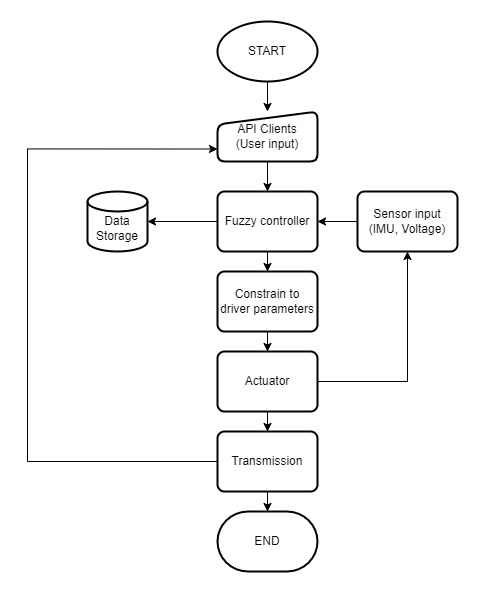 START
API Clients
(User input)
Data
Storage
Fuzzy controller
Sensor input
(IMU, Voltage)
Constrain to
driver parameters
Actuator
Transmission
END